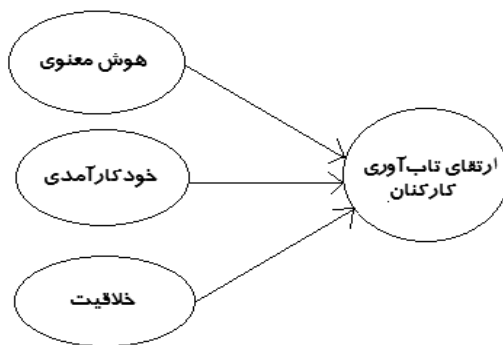 هوش معنوی
خودکارآمدی
خلاقیت
ارتقای تاب‌آوری
کارکنان